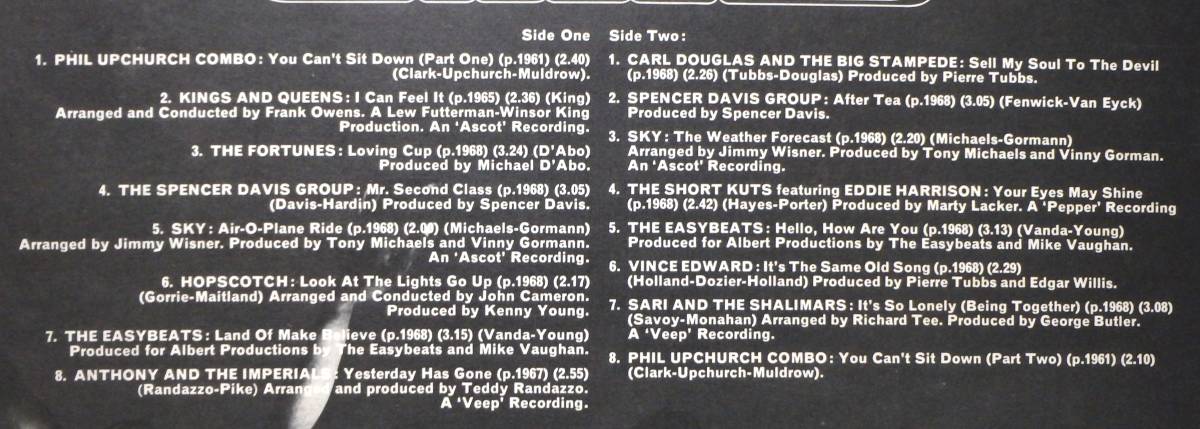 Side One
1. PHIL UPCHURCH COMBO: You Can't Sit Down (Part One) (p.1961) (2.40)
(Clark-Upchurch-Muldrow).
2. KINGS AND QUEENS: I Can Feel It (p.1965) (2.36) (King)
Arranged and Conducted by Frank Owens. A Lew Futterman-Winsor King
Production. An 'Ascot' Recording.
3. THE FORTUNES: Loving Cup (p.1968) (3.24) (D'Abo)
Produced by Michael D'Abo.
4. THE SPENCER DAVIS GROUP: Mr. Second Class (p.1968) (3.05)
(Davis-Hardin) Produced by Spencer Davis.
5. SKY: Air-O-Plane Ride (p.1968) (2.00) (Michaels-Gormann)
Arranged by Jimmy Wisner. Produced by Tony Michaels and Vinny Gormann.
An 'Ascot' Recording.
6. HOPSCOTCH: Look At The Lights Go Up (p.1968) (2.17)
(Gorrie-Maitland) Arranged and Conducted by John Cameron.
Produced by Kenny Young.
7. THE EASYBEATS: Land Of Make Believe (p.1968) (3.15) (Vanda-Young)
Produced for Albert Productions by The Easybeats and Mike Vaughan.
8. ANTHONY AND THE IMPERIALS: Yesterday Has Gone (p.1967) (2.55)
(Randazzo-Pike) Arranged and produced by Teddy Randazzo.
A 'Veep' Recording.
Side Two:
1. CARL DOUGLAS AND THE BIG STAMPEDE: Sell My Soul To The Devil
(p.1968) (2.26) (Tubbs-Douglas) Produced by Pierre Tubbs.
2. SPENCER DAVIS GROUP: After Tea (p.1968) (3.05) (Fenwick-Van Eyck)
Produced by Spencer Davis.
3. SKY: The Weather Forecast (p.1968) (2.20) (Michaels-Gormann)
Arranged by Jimmy Wisner. Produced by Tony Michaels and Vinny Gorman.
An 'Ascot' Recording.
4. THE SHORT KUTS featuring EDDIE HARRISON: Your Eyes May Shine
(p.1968) (2.42) (Hayes-Porter) Produced by Marty Lacker. A 'Pepper' Recording
5. THE EASYBEATS: Hello, How Are You (p.1968) (3.13) (Vanda-Young)
Produced for Albert Productions by The Easybeats and Mike Vaughan.
6. VINCE EDWARD: It's The Same Old Song (p.1968) (2.29)
(Holland-Dozier-Holland) Produced by Pierre Tubbs and Edgar Willis.
7. SARI AND THE SHALIMARS: It's So Lonely (Being Together) (p.1968) (3.08)
(Savoy-Monahan) Arranged by Richard Tee. Produced by George Butler.
A 'Veep' Recording.
8. PHIL UPCHURCH COMBO: You Can't Sit Down (Part Two) (p.1961) (2.10)
(Clark-Upchurch-Muldrow).